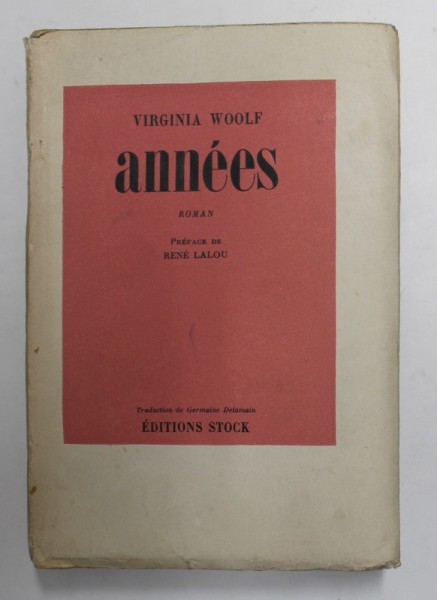 VIRGINIA WOOLF
années
ROMAN
PRÉFACE DE
RENÉ LALOU
Traduction de Germaine Delamain
ÉDITIONS STOCK